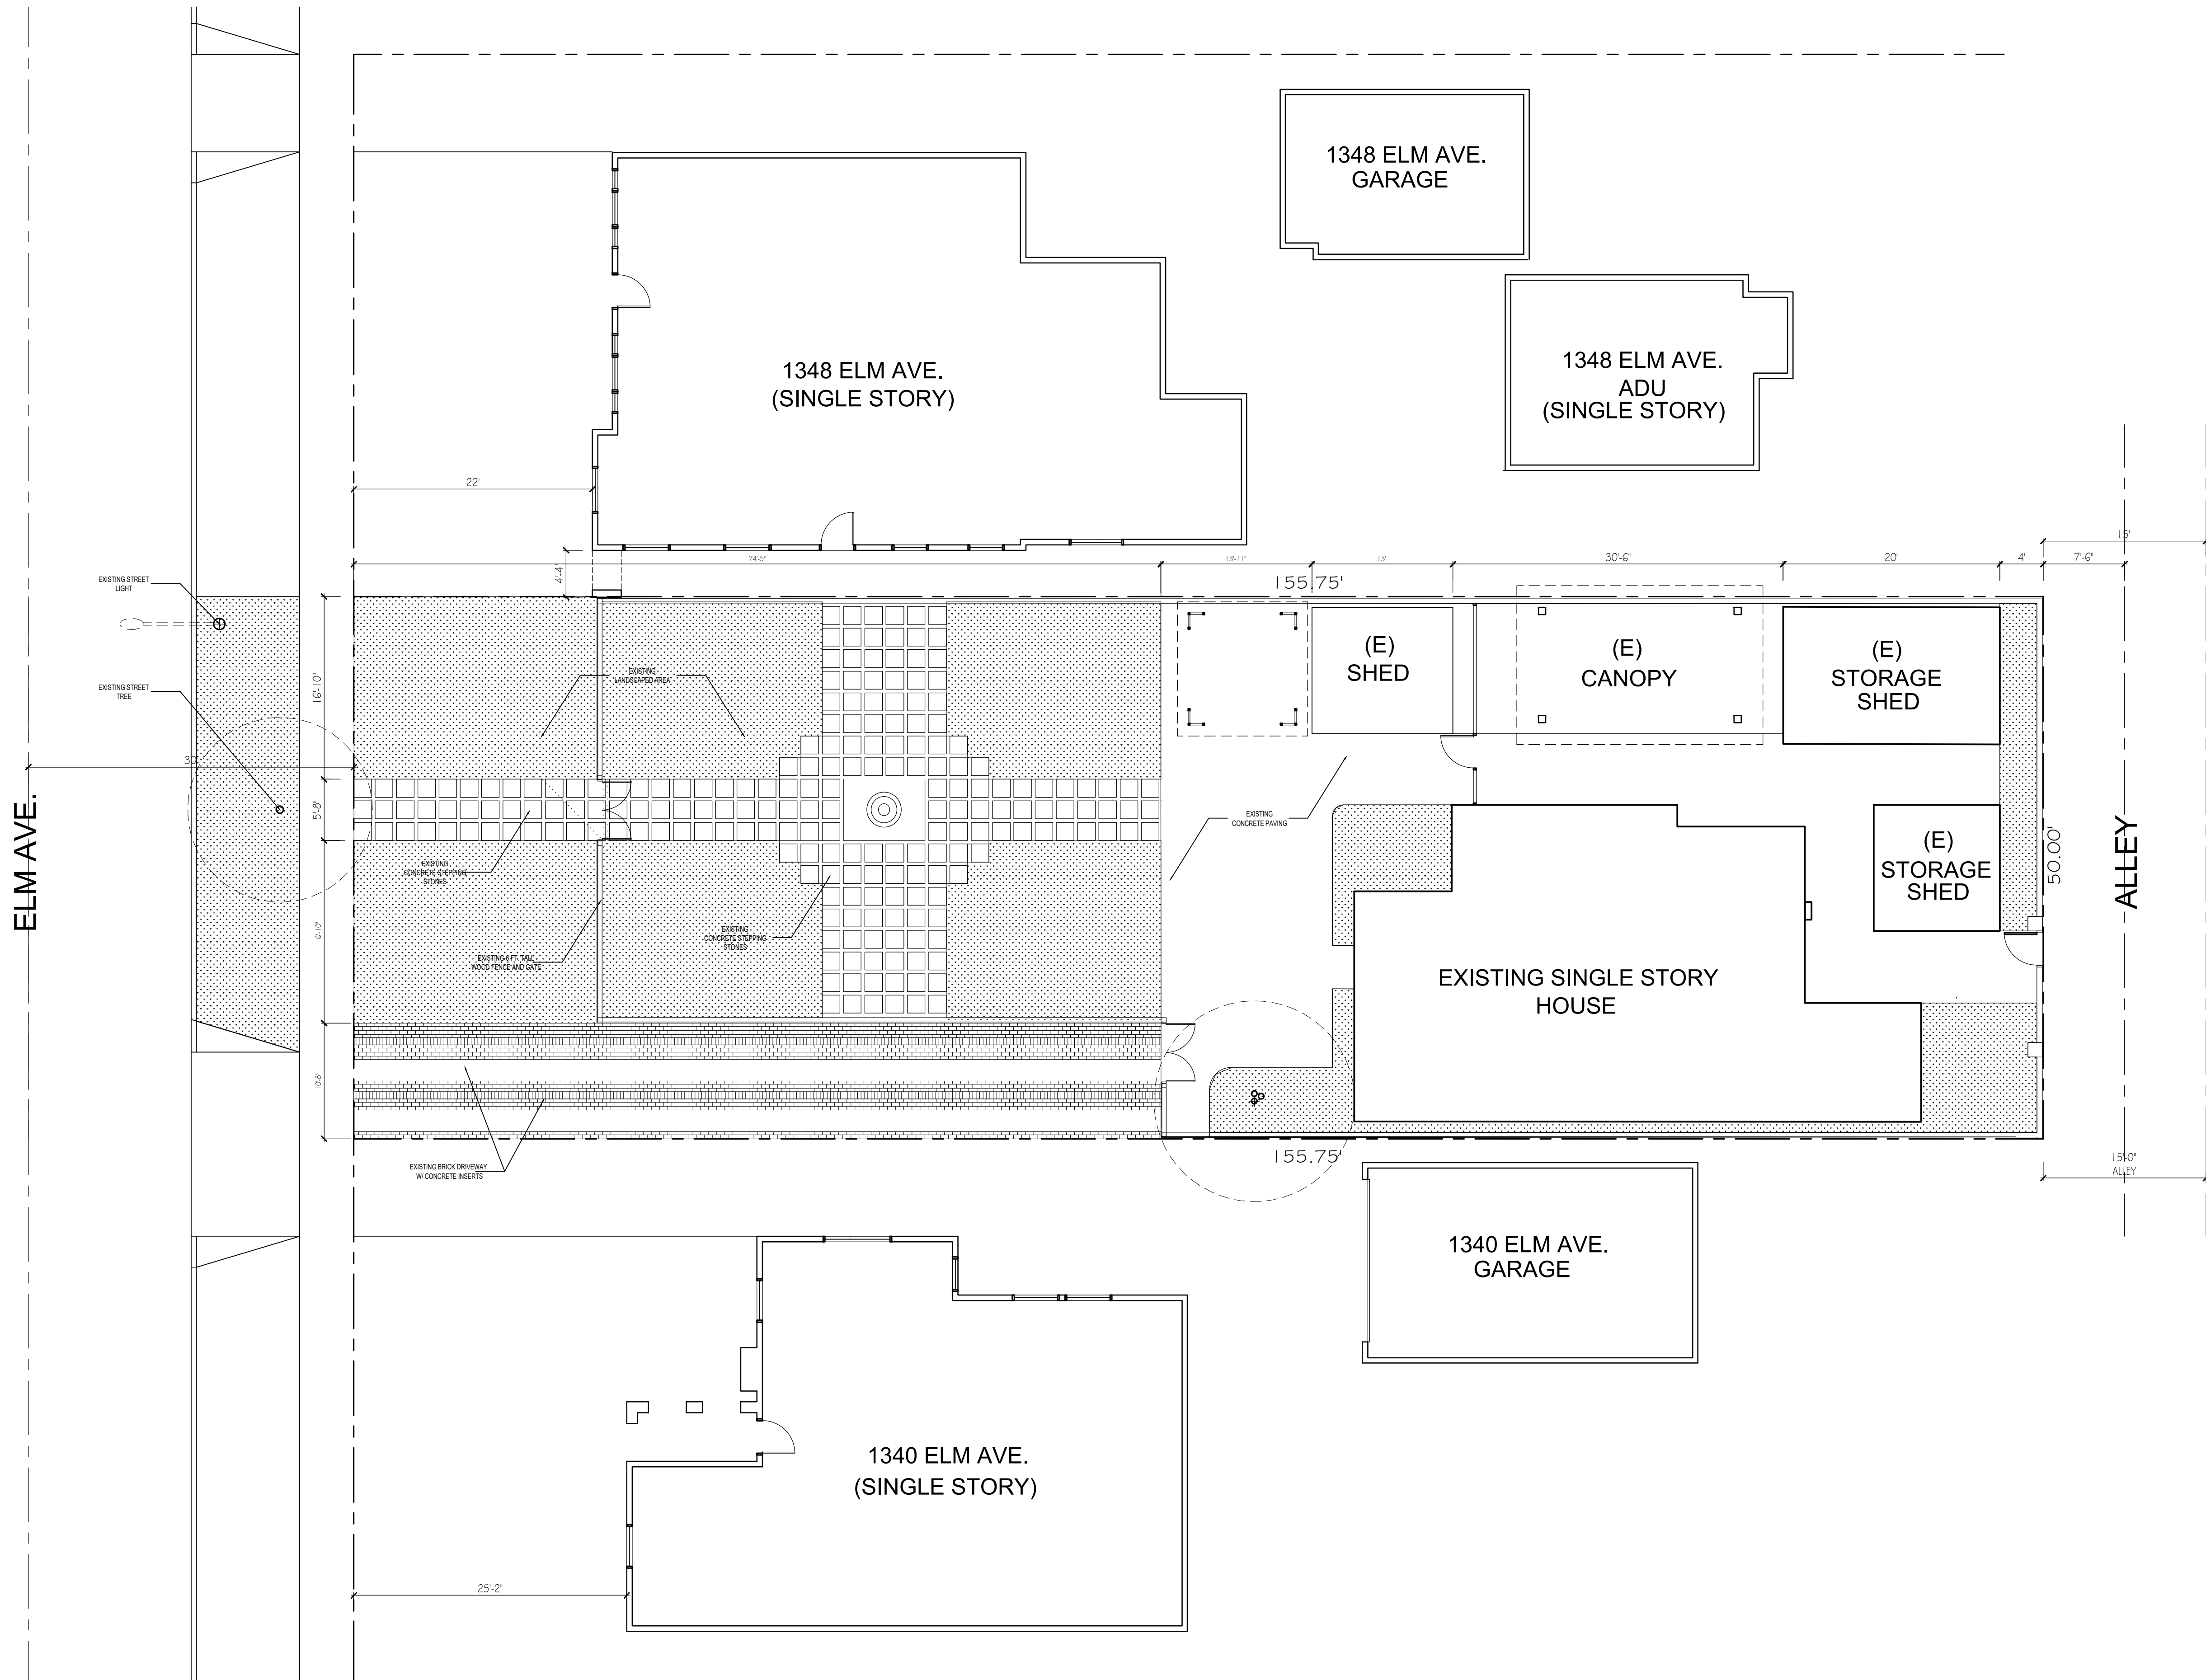 1348 ELM AVE.
GARAGE
1348 ELM AVE.
(SINGLE STORY)
1348 ELM AVE.
ADU
(SINGLE STORY)
22'
4'-4"
74'-5"
13'-11"
13'
30'-6"
20'
4'
7'-6"
15'
155.75'
EXISTING STREET
LIGHT
EXISTING STREET
TREE
30'
ELM AVE.
16'-10"
5'-8"
16'-10"
10'-8"
EXISTING
LANDSCAPED AREA
EXISTING
CONCRETE STEPPING
STONES
EXISTING 6 FT. TALL
WOOD FENCE AND GATE
EXISTING
CONCRETE STEPPING
STONES
EXISTING
CONCRETE PAVING
(E)
SHED
(E)
CANOPY
(E)
STORAGE
SHED
(E)
STORAGE
SHED
50.00'
ALLEY
EXISTING SINGLE STORY
HOUSE
155.75'
15'-0"
ALLEY
EXISTING BRICK DRIVEWAY
W/ CONCRETE INSERTS
1340 ELM AVE.
GARAGE
1340 ELM AVE.
(SINGLE STORY)
25'-2"